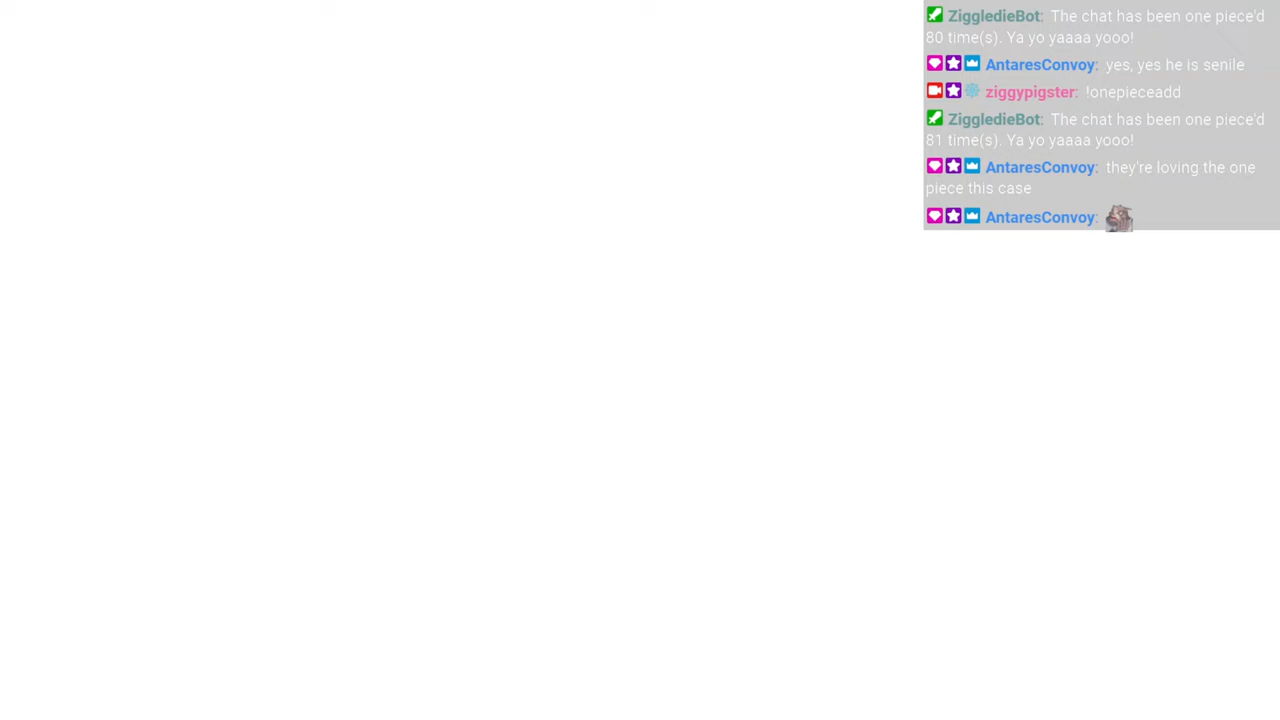 ZiggledieBot: The chat has been one piece'd
80 time(s). Ya yo yaaaa yooo!
AntaresConvoy: yes, yes he is senile
ziggypigster: !onepieceadd
ZiggledieBot: The chat has been one piece'd
81 time(s). Ya yo yaaaa yooo!
AntaresConvoy: they're loving the one
piece this case
AntaresConvoy: